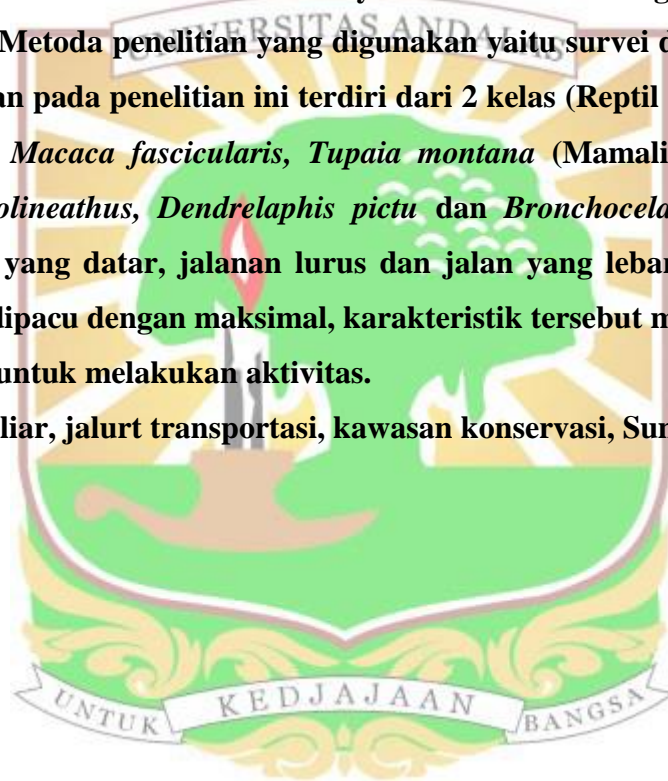 UNIVERSITAS ANDALAS
Metoda penelitian yang digunakan yaitu survei
an pada penelitian ini terdiri dari 2 kelas (Reptil
Macaca fascicularis, Tupaia montana (Mamali
olineathus, Dendrelaphis pictu dan Bronchocela
yang datar, jalanan lurus dan jalan yang lebar
dipacu dengan maksimal, karakteristik tersebut m
untuk melakukan aktivitas.
liar, jalurt transportasi, kawasan konservasi, Sur
UNTUK KEDJAJAAN BANGSA